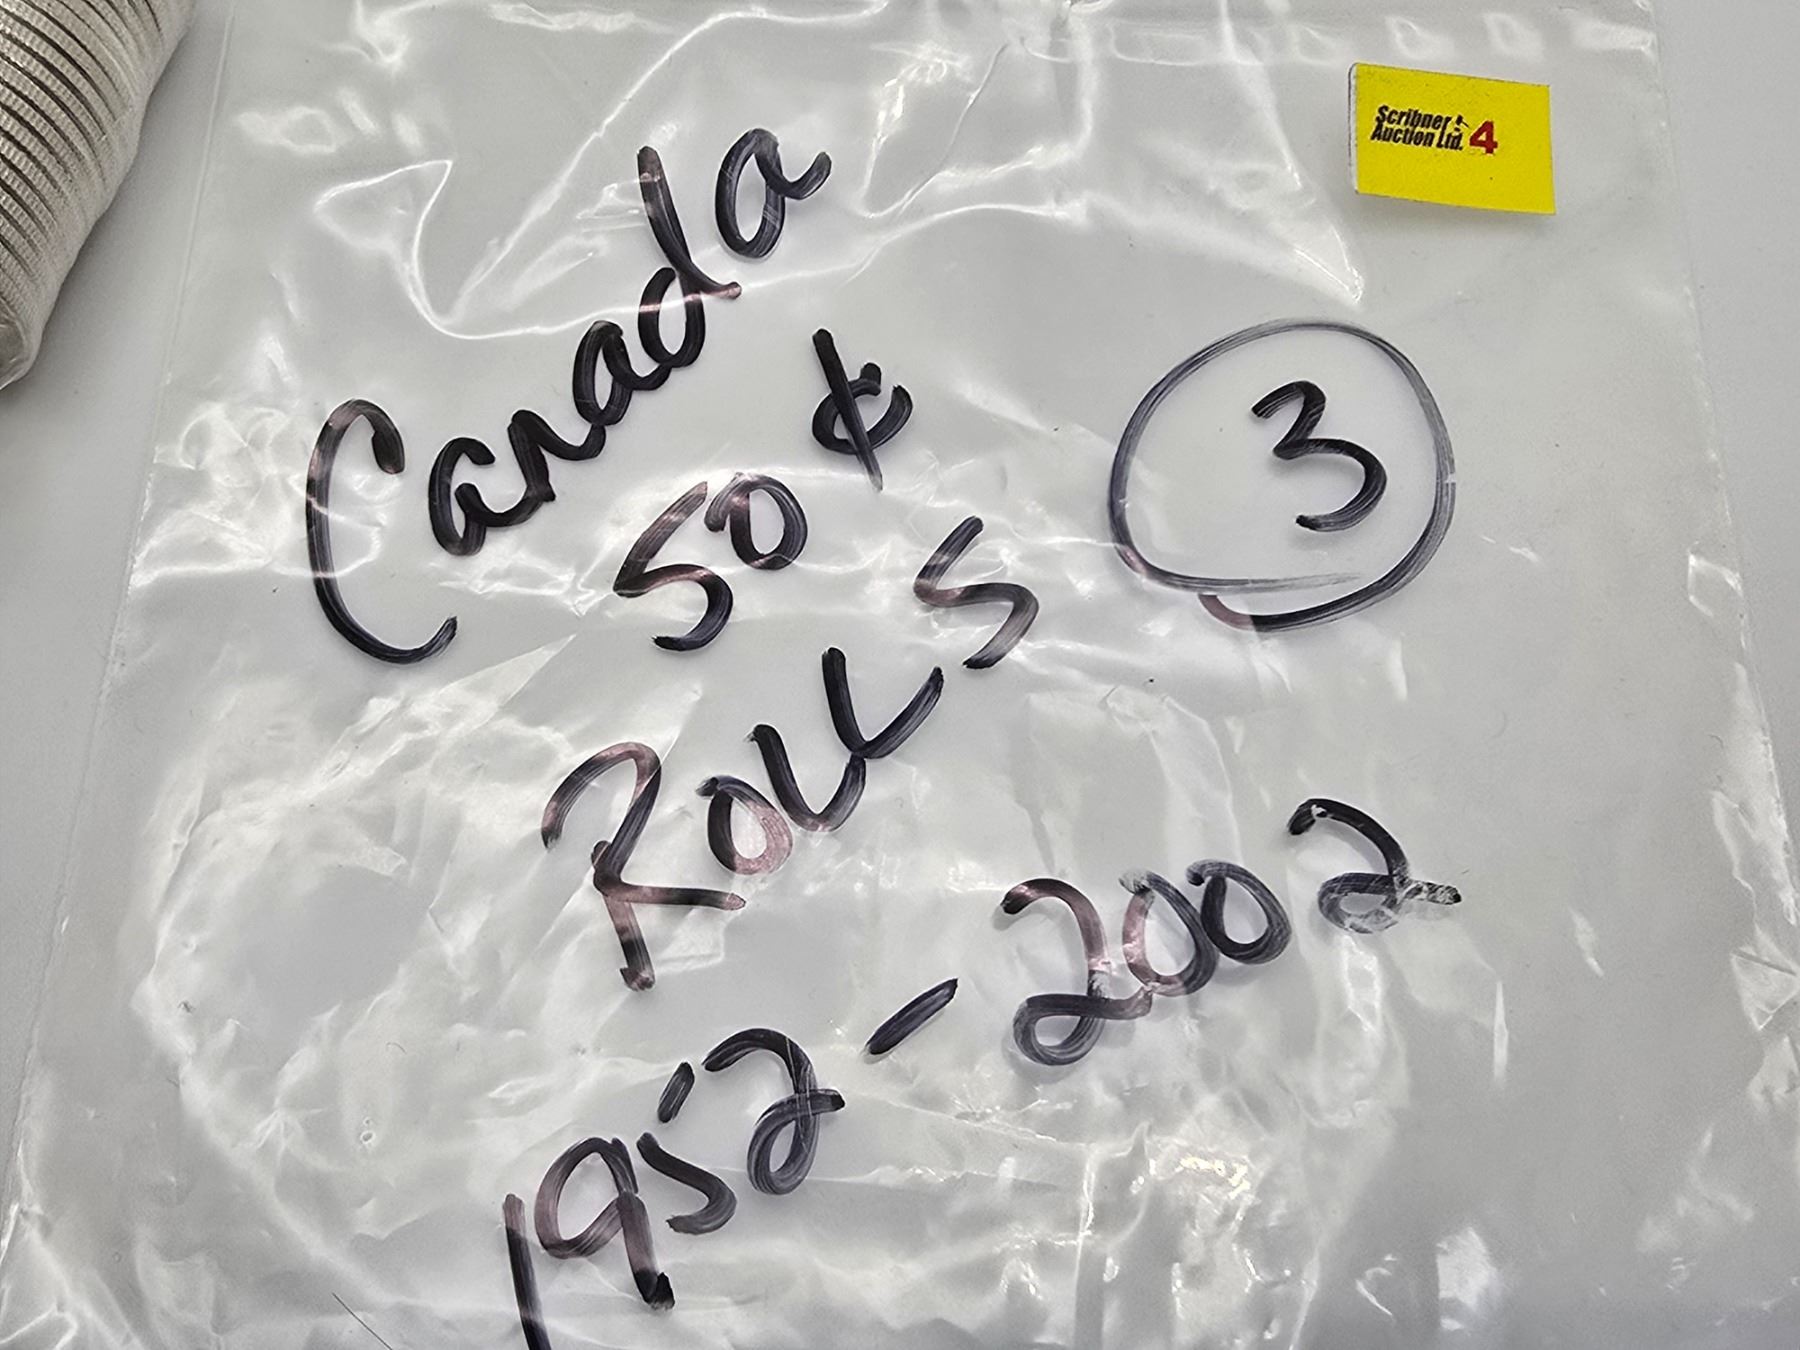 Scribner
Auction Ltd. 4
Canada
50¢
3
Rolls
1952-2002